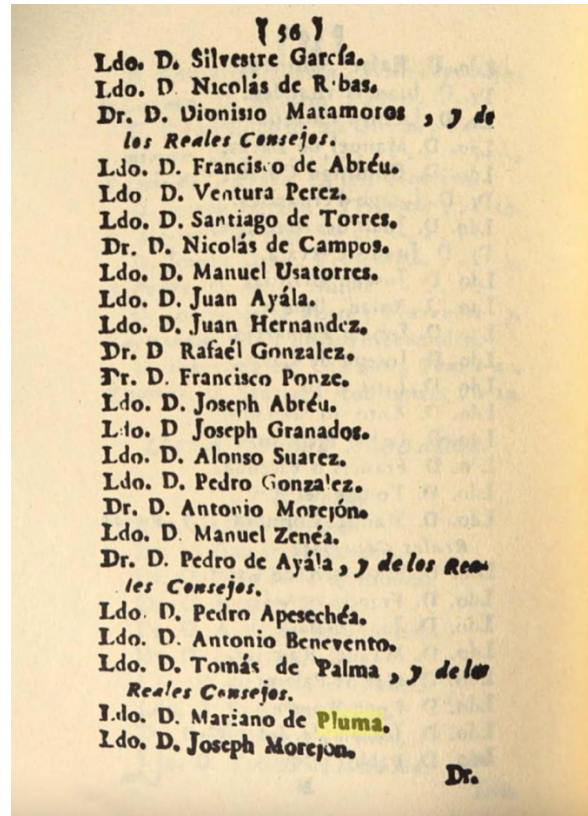 ( 56 )
Ldo. D. Silvestre García.
Ldo. D. Nicolás de Ribas.
Dr. D. Dionisio Matamoros, y de
los Reales Consejos.
Ldo. D. Francisco de Abréu.
Ldo D. Ventura Perez.
Ldo. D. Santiago de Torres.
Dr. D. Nicolás de Campos.
Ldo. D. Manuel Usatorres.
Ldo. D. Juan Ayála.
Ldo. D. Juan Hernandez.
Dr. D Rafaél Gonzalez.
Dr. D. Francisco Ponze.
Ldo. D. Joseph Abréu.
Ldo. D Joseph Granados.
Ldo. D. Alonso Suarez.
Ldo. D. Pedro Gonzalez.
Dr. D. Antonio Morejón.
Ldo. D. Manuel Zenéa.
Dr. D. Pedro de Ayála, y de los Rea-
les Consejos.
Ldo. D. Pedro Apesechéa.
Ldo. D. Antonio Benevento.
Ldo. D. Tomás de Palma, y de los
Reales Consejos.
Ldo. D. Mariano de Pluma.
Ldo. D. Joseph Morejon.
Dr.